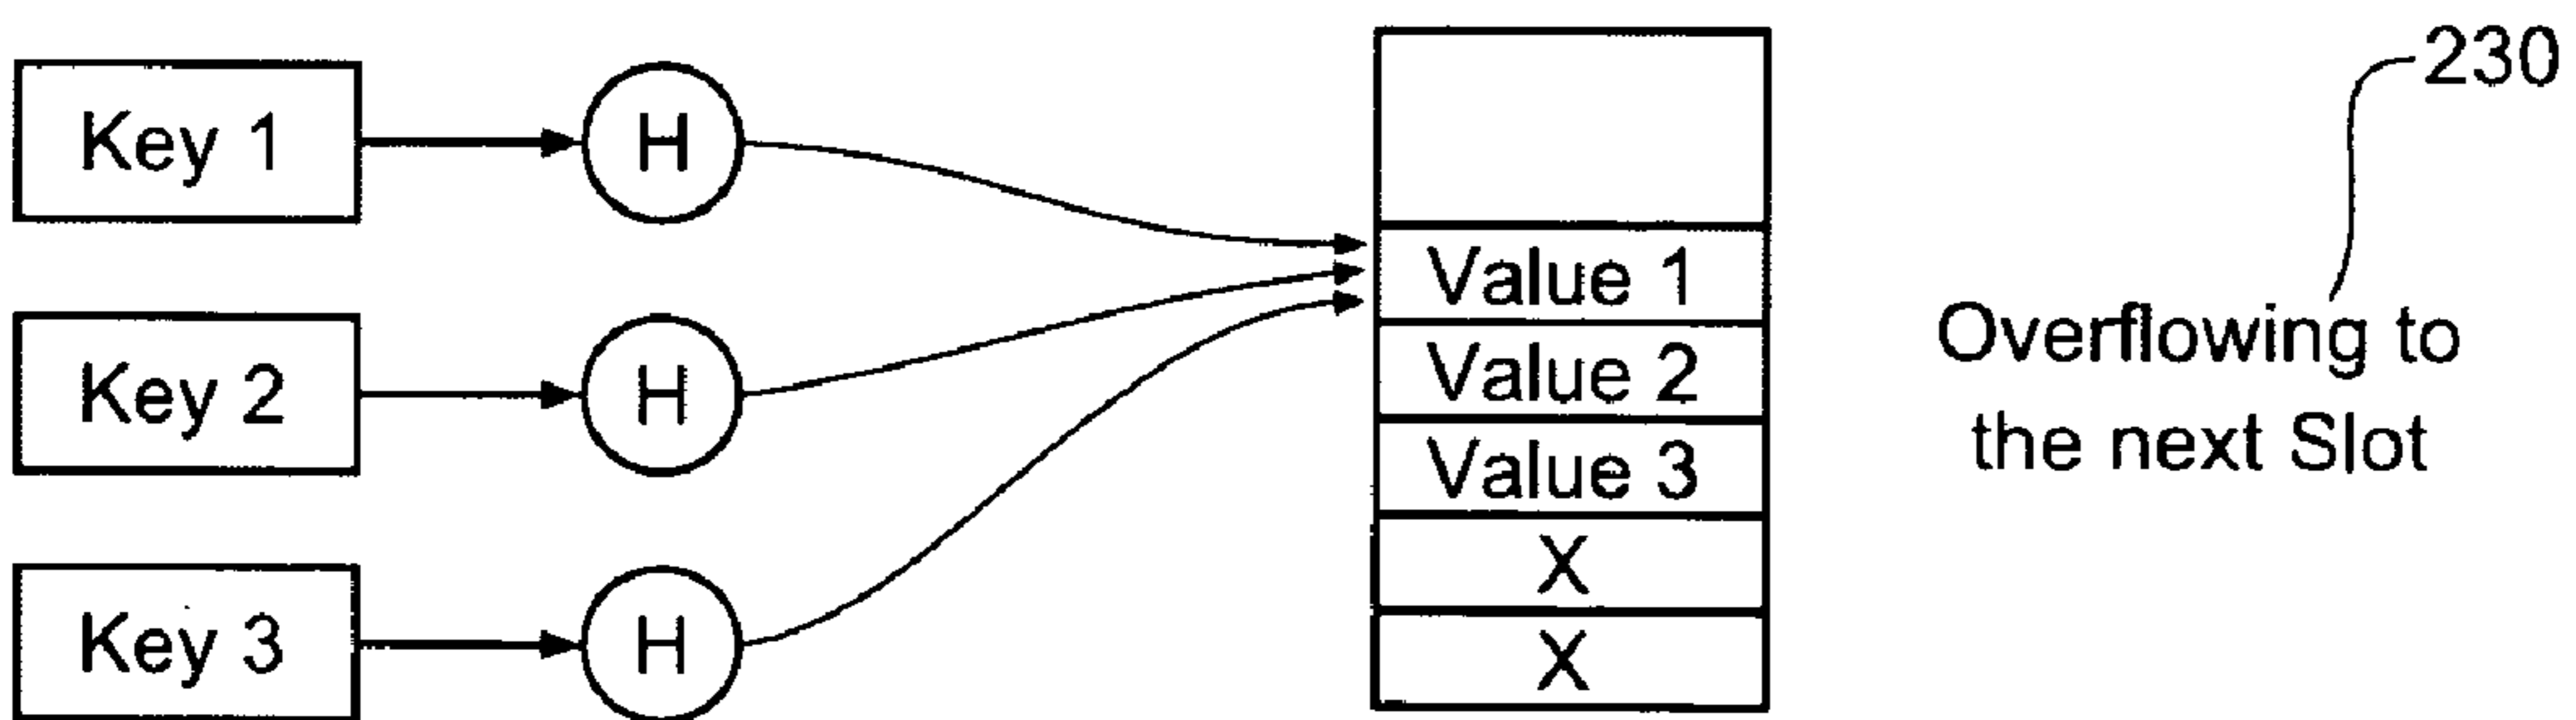 230
Key 1
H
Value 1
Overflowing to
Key 2
H
Value 2
the next Slot
Value 3
X
Key 3
H
X